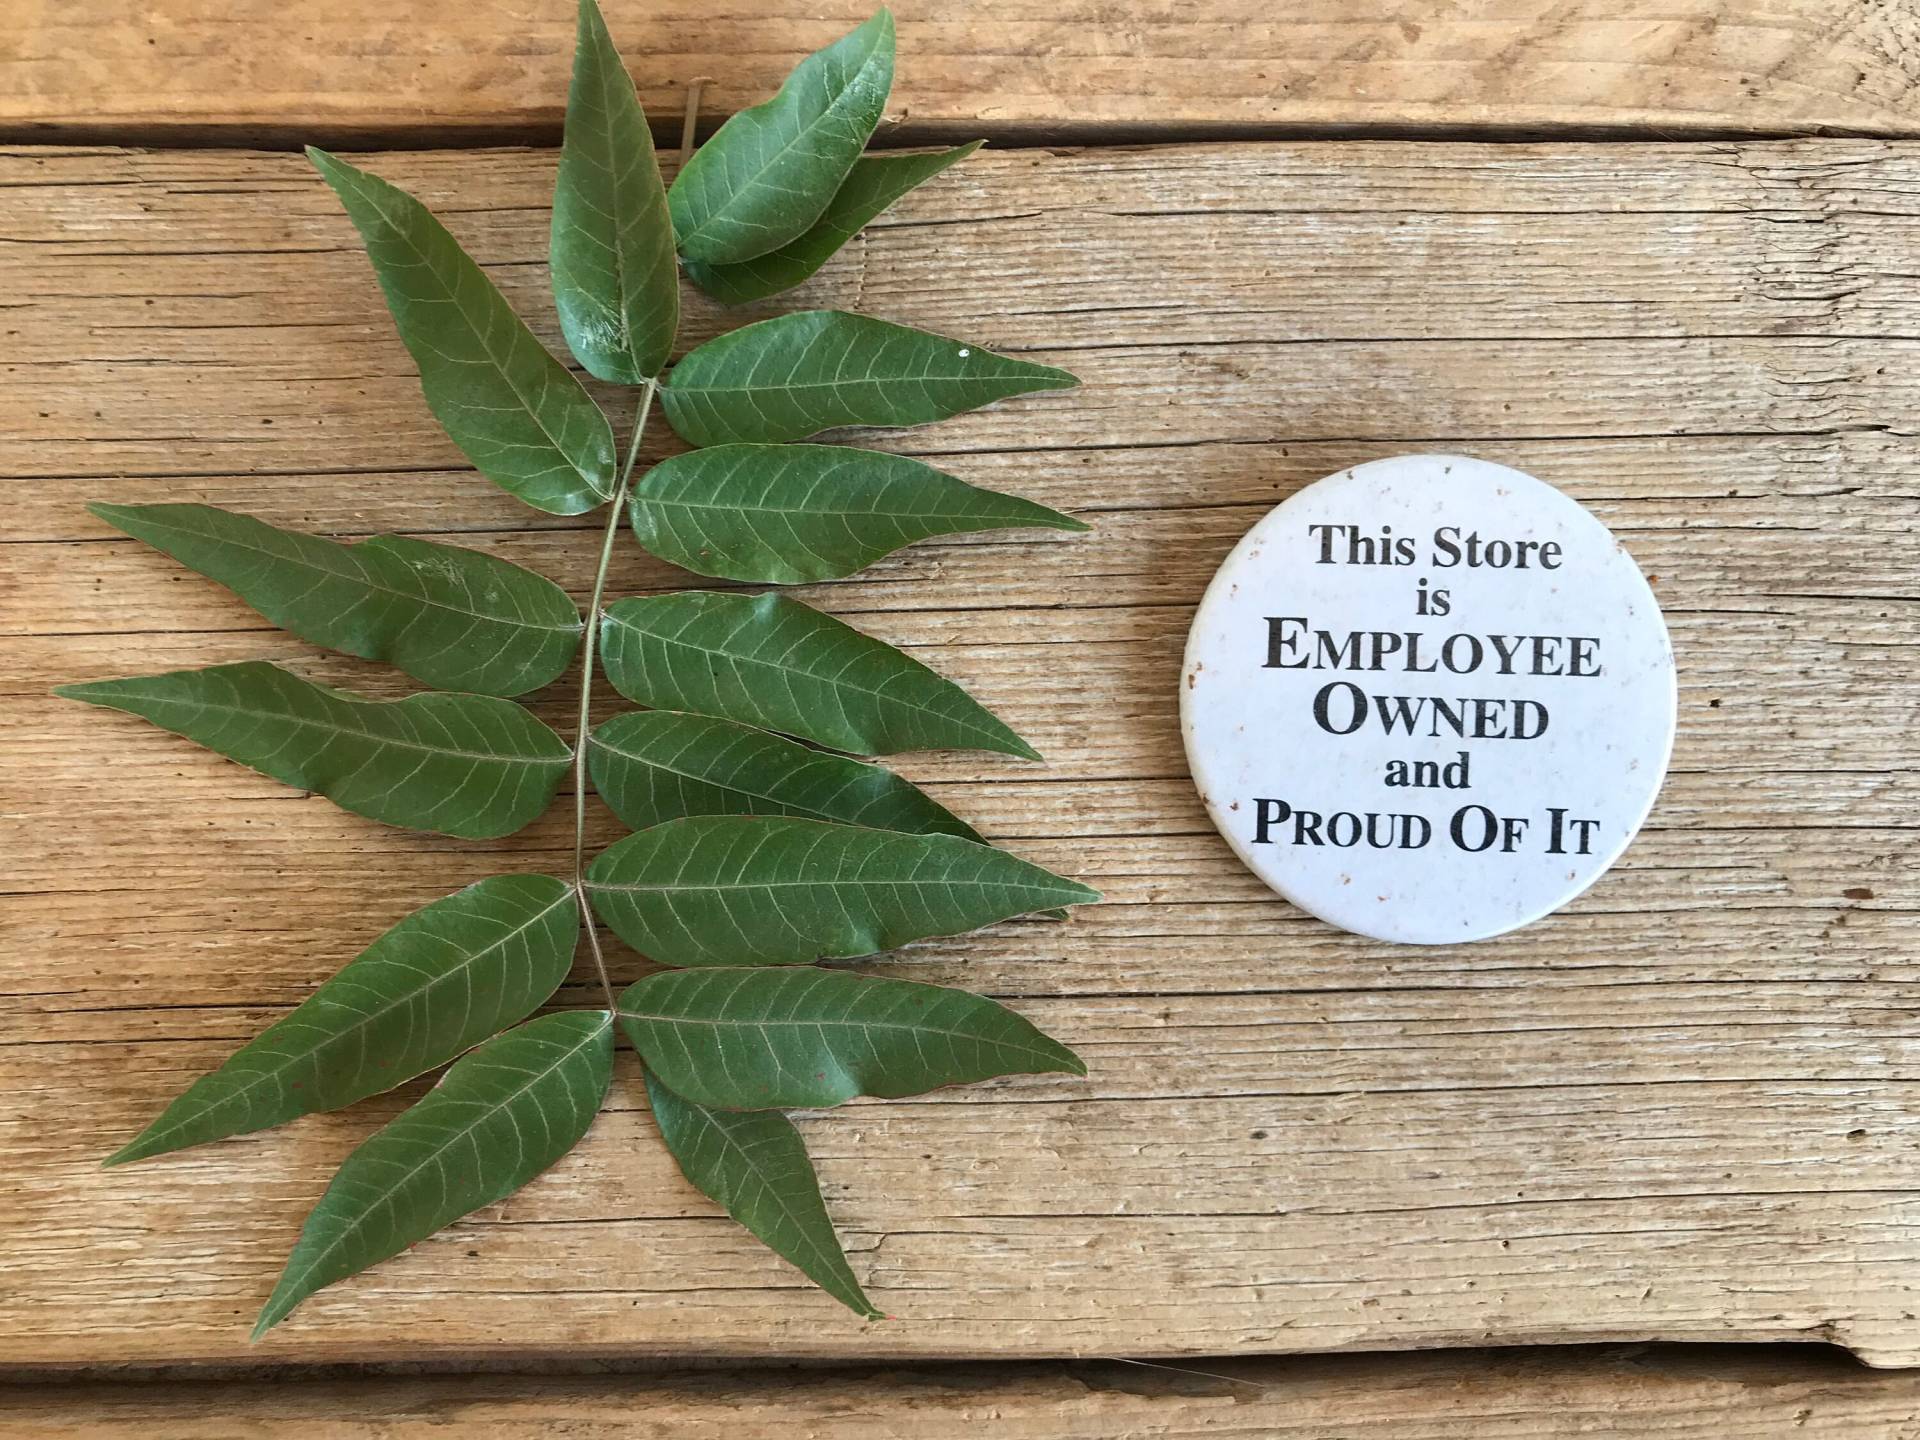 This Store
is
EMPLOYEE
OWNED
and
PROUD OF IT